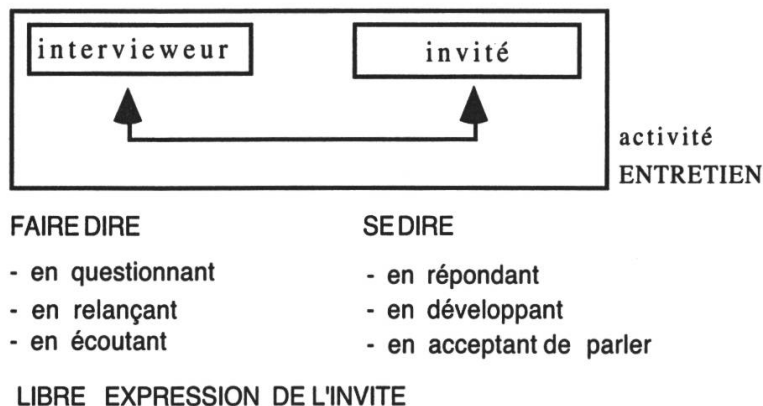 intervieweur
invité
activité
ENTRETIEN
FAIRE DIRE
SE DIRE
- en questionnant
- en répondant
- en relançant
- en développant
- en écoutant
- en acceptant de parler
LIBRE EXPRESSION DE L'INVITE